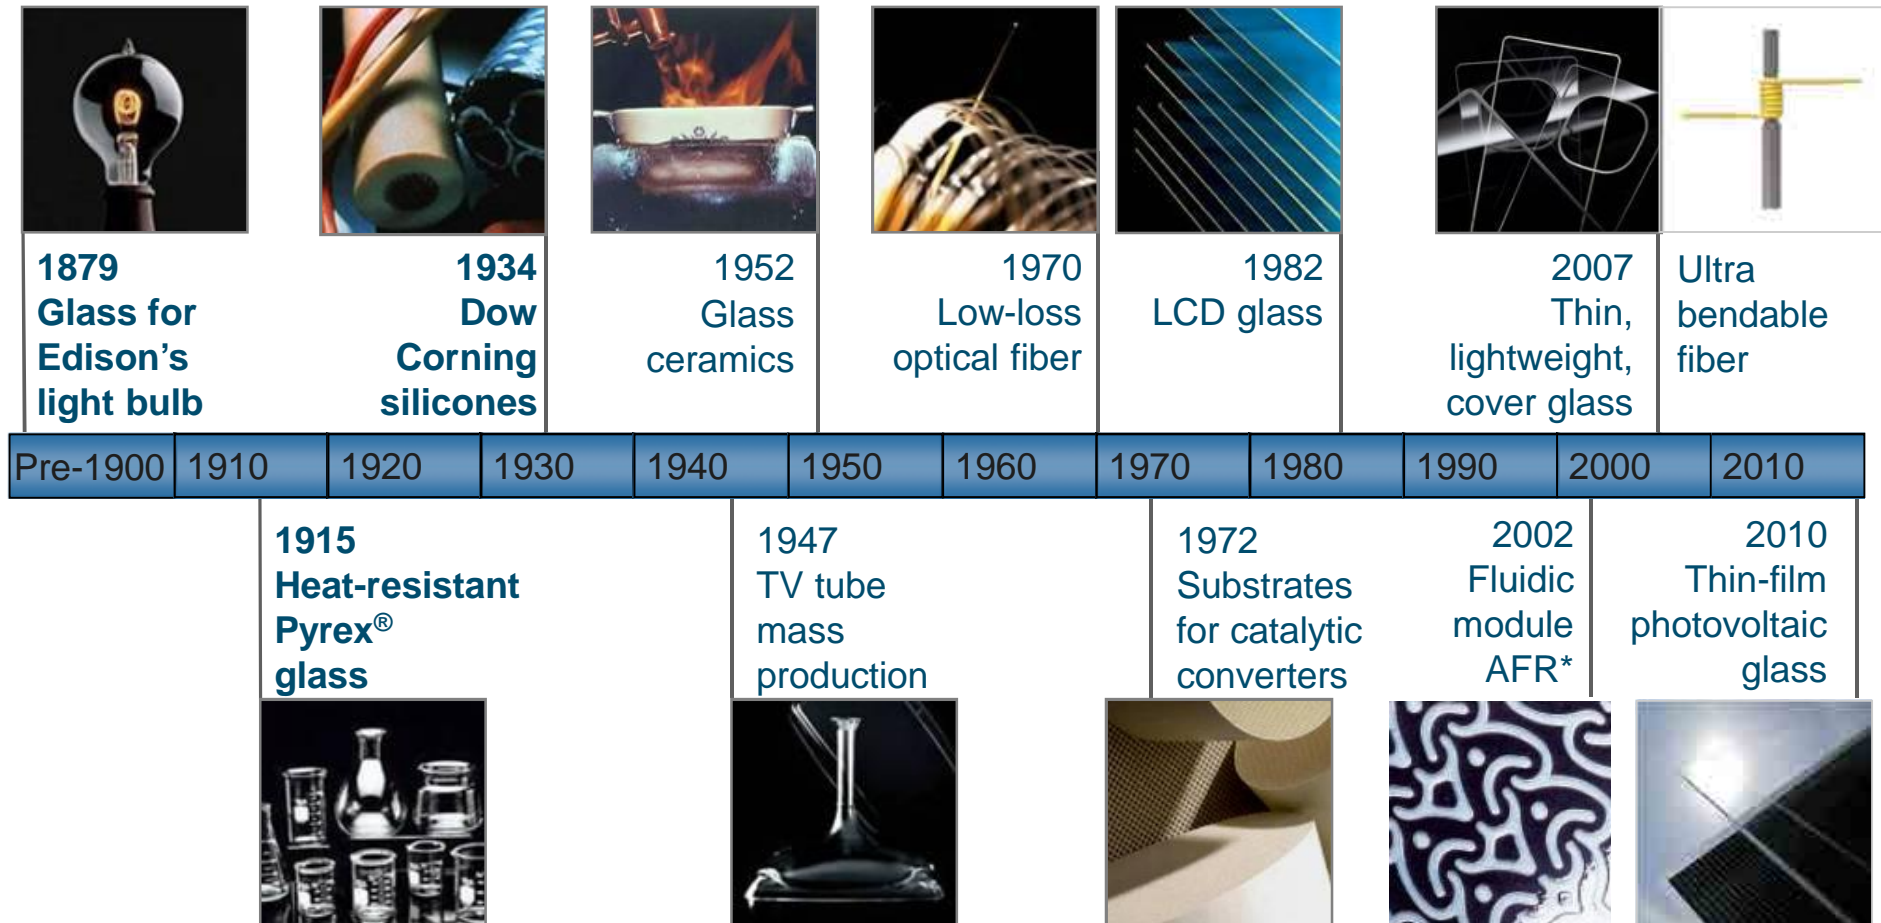 1879
Glass for
Edison’s
light bulb
1934
Dow
Corning
silicones
1952
Glass
ceramics
1970
Low-loss
optical fiber
1982
LCD glass
2007
Thin,
lightweight,
cover glass
Ultra
bendable
fiber
Pre-1900 1910 1920 1930 1940 1950 1960 1970 1980 1990 2000 2010
1915
Heat-resistant
Pyrex®
glass
1947
TV tube
mass
production
1972
Substrates
for catalytic
converters
2002
Fluidic
module
AFR*
2010
Thin-film
photovoltaic
glass